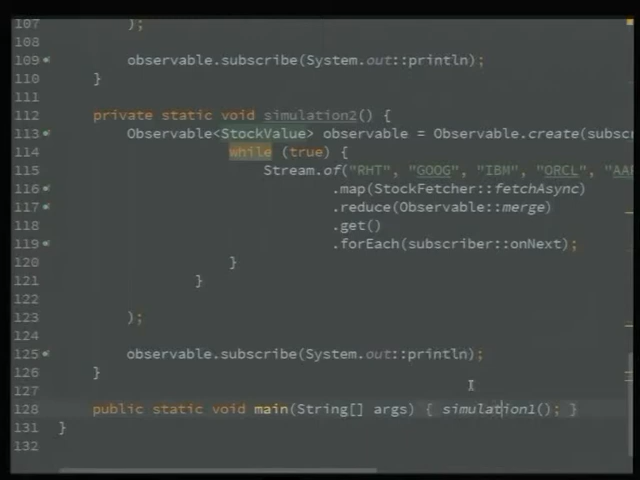 107 );
108
109 observable.subscribe(System.out::println);
110 }
111
112 private static void simulation2() {
113 Observable<StockValue> observable = Observable.create(subsc
114 while (true) {
115 Stream.of("RHT", "GOOG", "IBM", "ORCL", "AAP
116 .map(StockFetcher::fetchAsync)
117 .reduce(Observable::merge)
118 .get()
119 .forEach(subscriber::onNext);
120 }
121 }
122
123 );
124
125 observable.subscribe(System.out::println);
126 }
127
128 public static void main(String[] args) { simulation1(); }
131 }
132